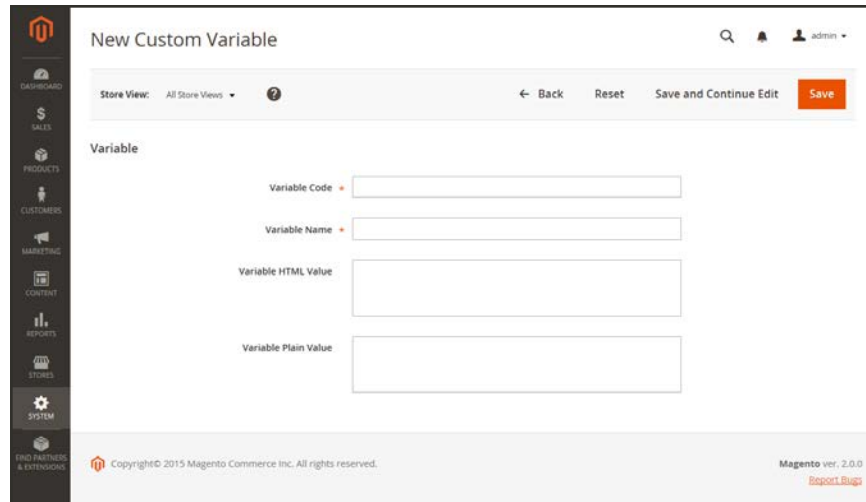 New Custom Variable
admin
DASHBOARD
SALES
PRODUCTS
CUSTOMERS
MARKETING
CONTENT
REPORTS
STORES
SYSTEM
FIND PARTNERS
& EXTENSIONS
Store View: All Store Views ? ← Back Reset Save and Continue Edit Save
Variable
Variable Code *
Variable Name *
Variable HTML Value
Variable Plain Value
Copyright© 2015 Magento Commerce Inc. All rights reserved.
Magento ver. 2.0.0
Report Bugs